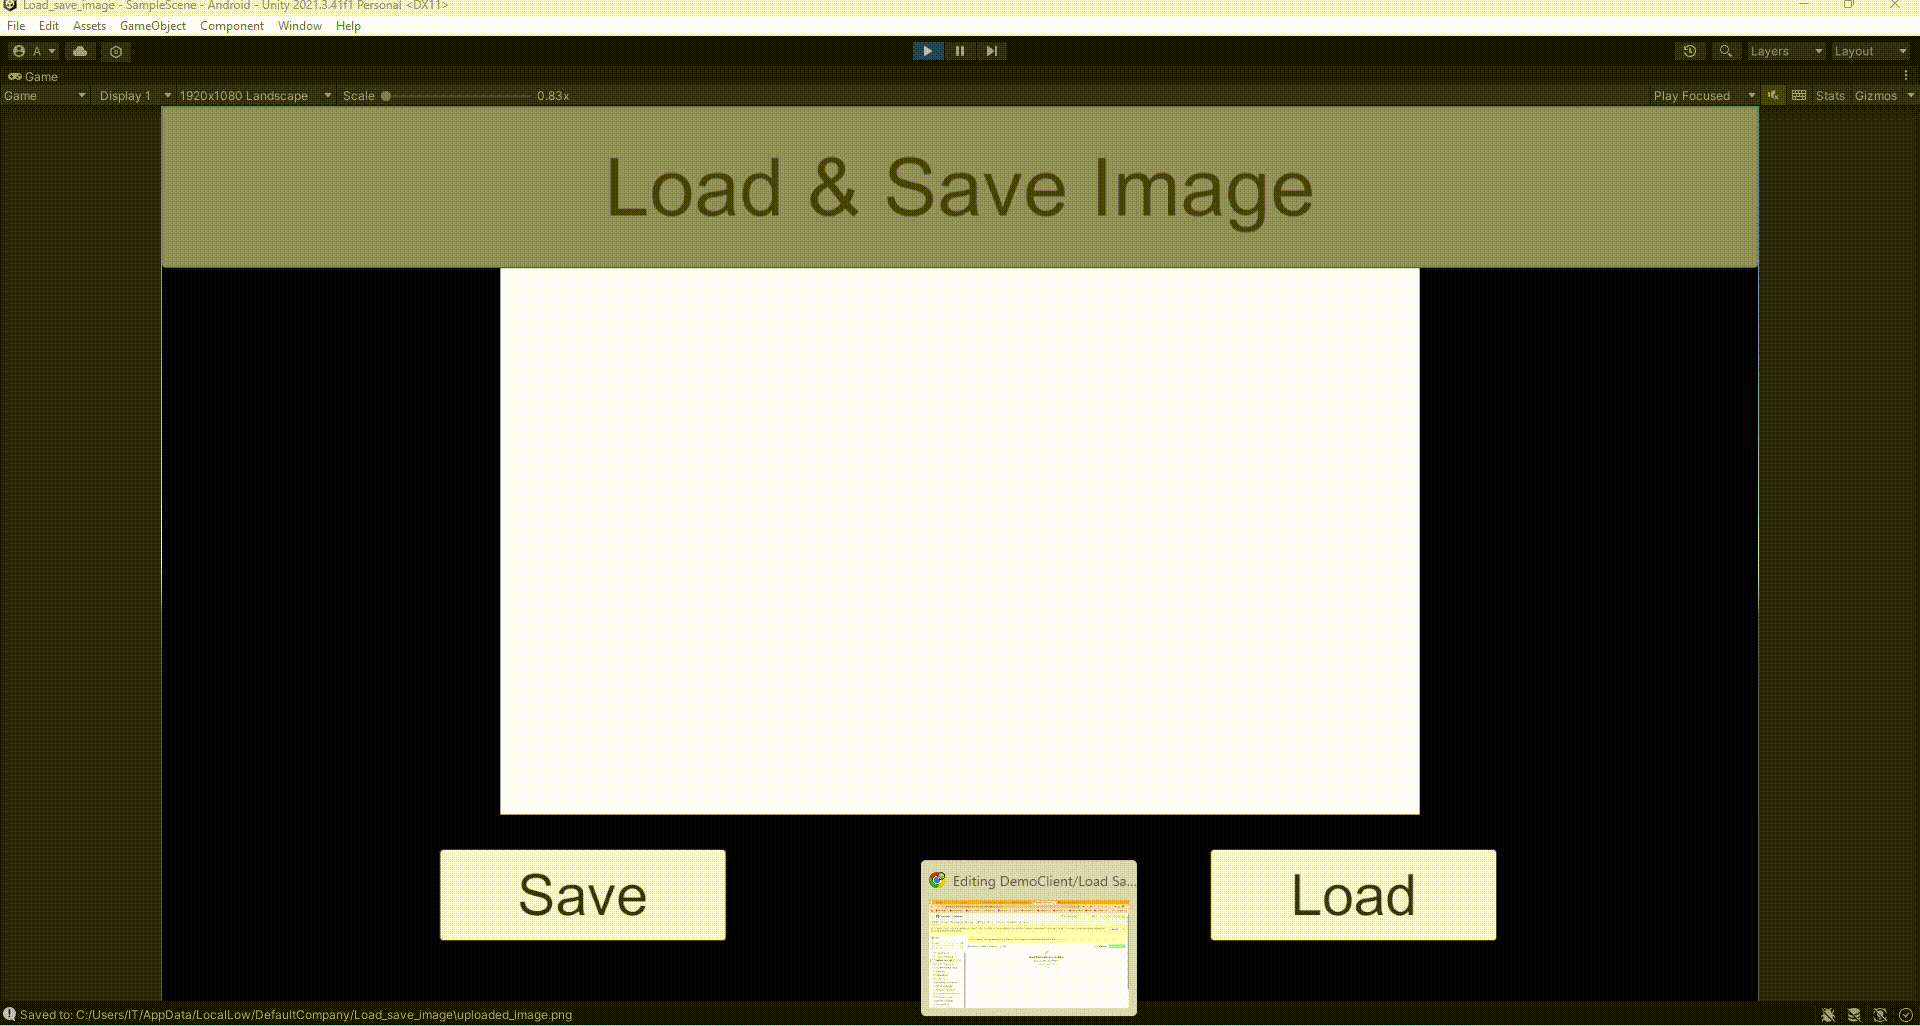 Load_save_image - SampleScene - Android - Unity 2021.3.41f1 Personal <DX11>
File Edit Assets GameObject Component Window Help
A Layers Layout
Game
Game Display 1 1920x1080 Landscape Scale 0.83x Play Focused Stats Gizmos
Load & Save Image
Save
Editing DemoClient/Load Sa...
Load
Saved to: C:/Users/IT/AppData/LocalLow/DefaultCompany/Load_save_image\uploaded_image.png